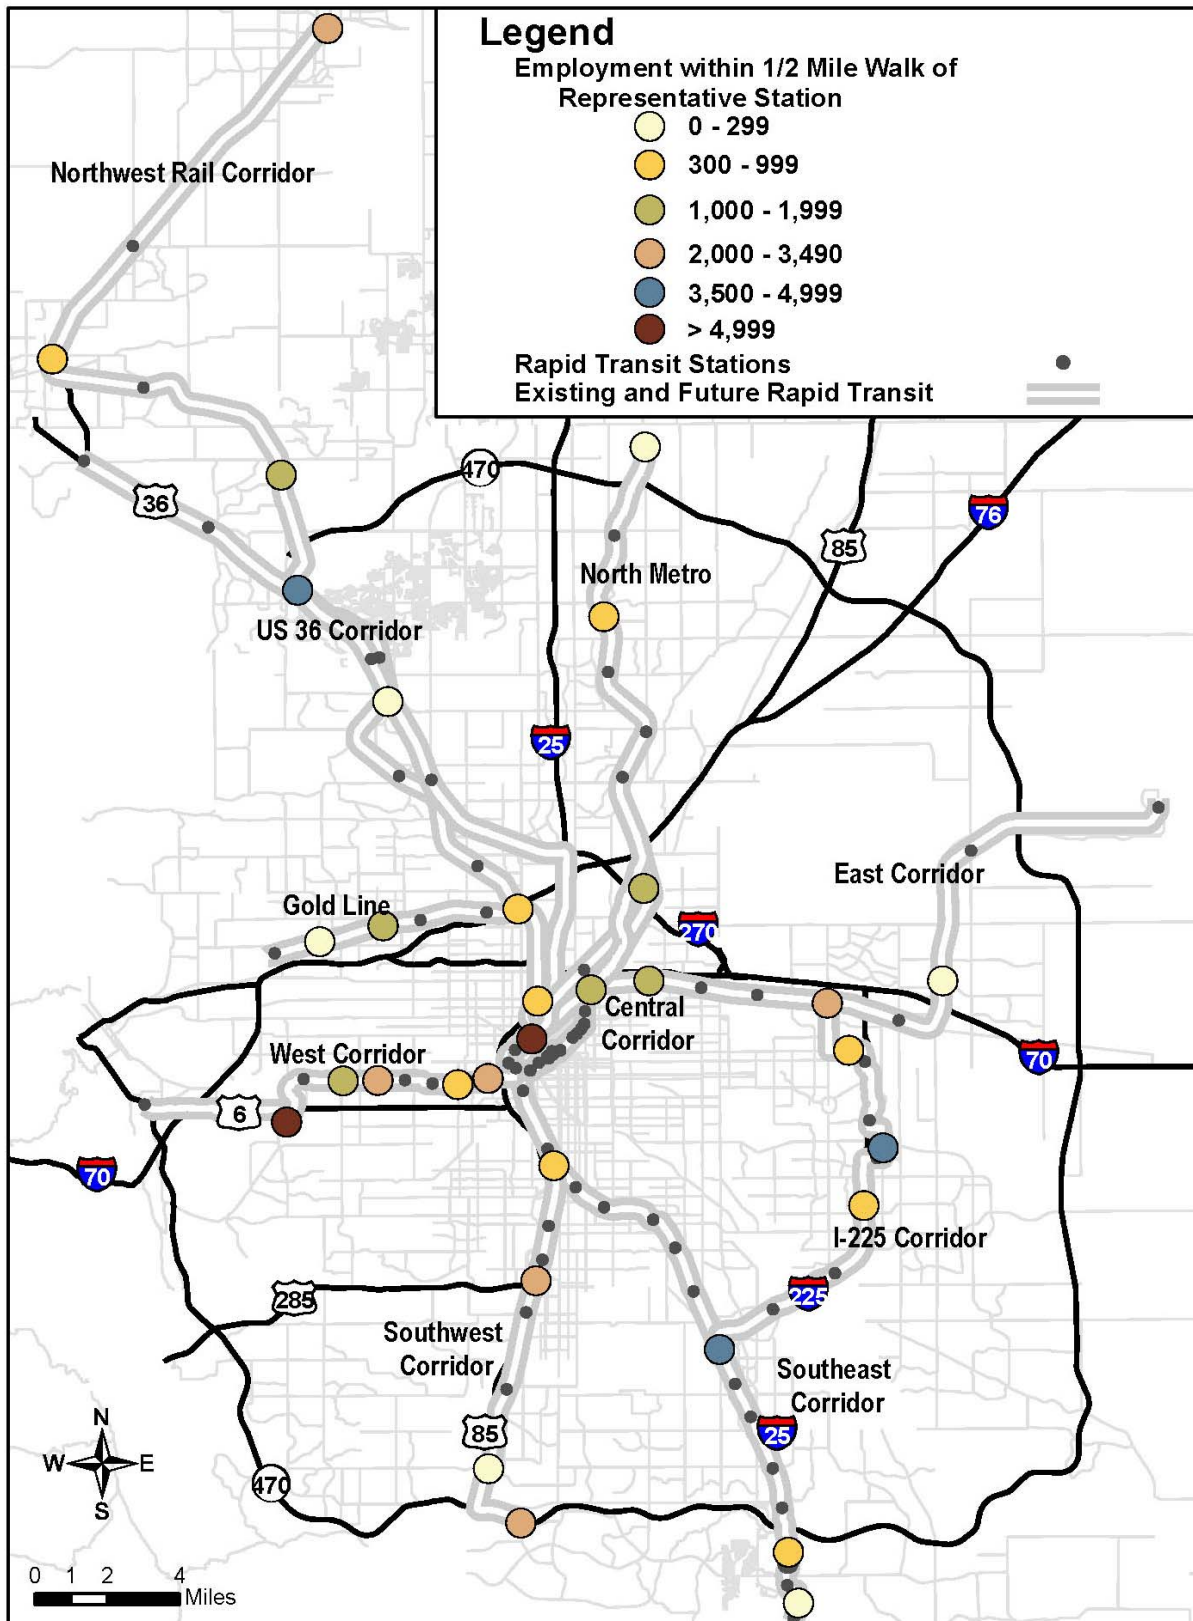 Legend
Employment within 1/2 Mile Walk of
Representative Station
0 - 299
300 - 999
1,000 - 1,999
2,000 - 3,490
3,500 - 4,999
> 4,999
Rapid Transit Stations
Existing and Future Rapid Transit
Northwest Rail Corridor
470
36
76
85
North Metro
US 36 Corridor
25
East Corridor
Gold Line
270
Central
Corridor
West Corridor
70
6
70
I-225 Corridor
285
225
Southwest
Corridor
Southeast
Corridor
85
25
N
W E
S
470
0 1 2 4
Miles